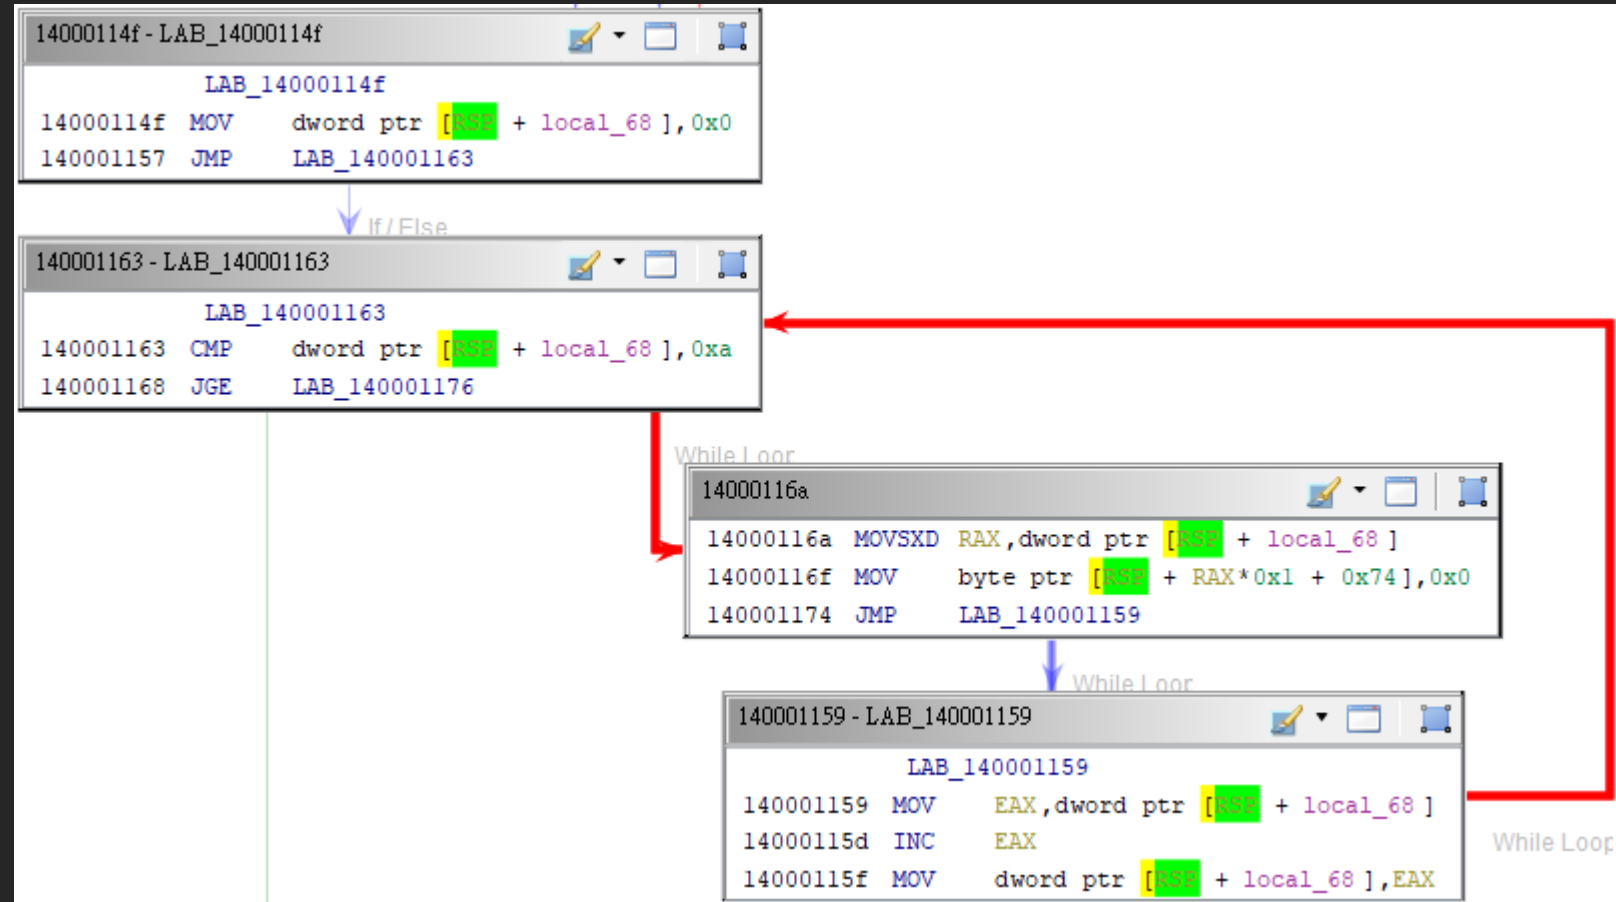 14000114f - LAB_14000114f
LAB_14000114f
14000114f MOV dword ptr [RSP + local_68 ],0x0
140001157 JMP LAB_140001163
If / Else
140001163 - LAB_140001163
LAB_140001163
140001163 CMP dword ptr [RSP + local_68 ],0xa
140001168 JGE LAB_140001176
While Loop
14000116a
14000116a MOVSXD RAX,dword ptr [RSP + local_68 ]
14000116f MOV byte ptr [RSP + RAX*0x1 + 0x74],0x0
140001174 JMP LAB_140001159
While Loop
140001159 - LAB_140001159
LAB_140001159
140001159 MOV EAX,dword ptr [RSP + local_68 ]
14000115d INC EAX
14000115f MOV dword ptr [RSP + local_68 ],EAX
While Loop